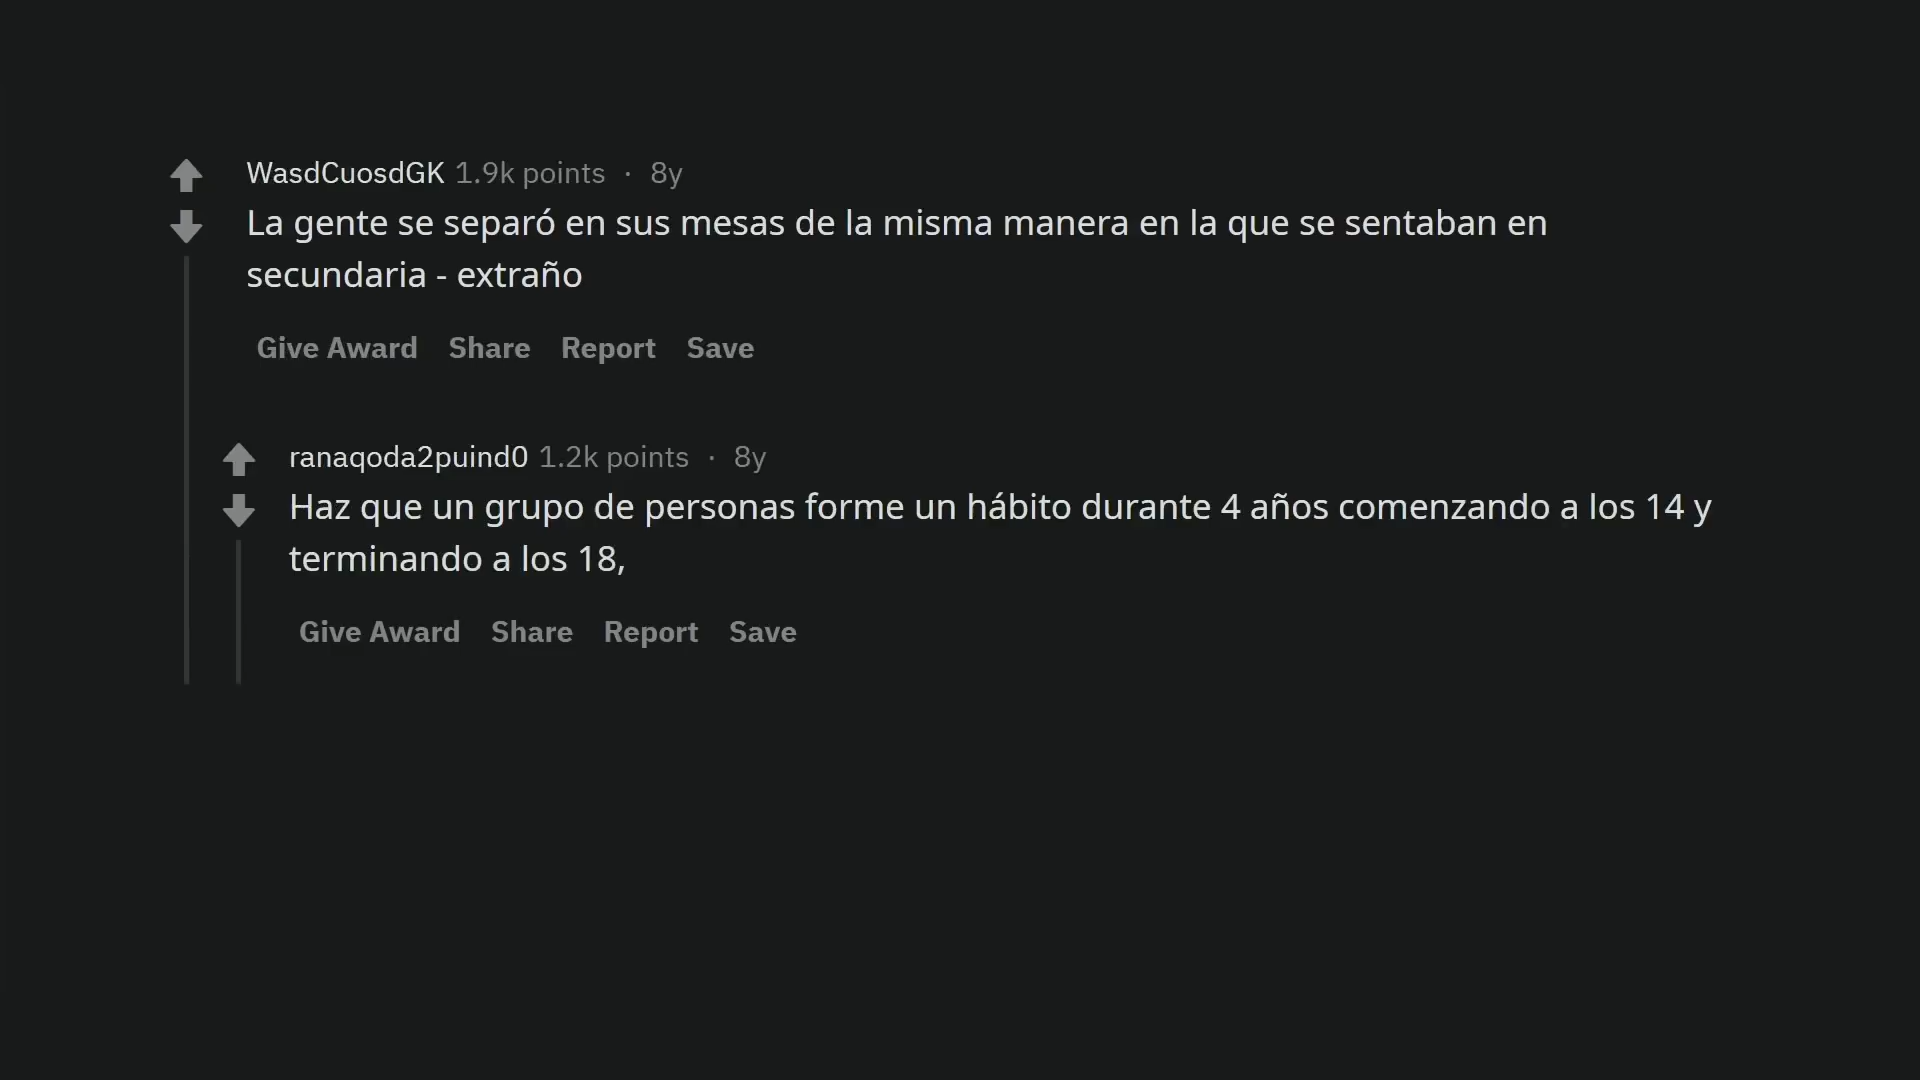 WasdCuosdGK 1.9k points · 8y
La gente se separó en sus mesas de la misma manera en la que se sentaban en
secundaria - extraño
Give Award Share Report Save
ranaqoda2puind0 1.2k points · 8y
Haz que un grupo de personas forme un hábito durante 4 años comenzando a los 14 y
terminando a los 18,
Give Award Share Report Save